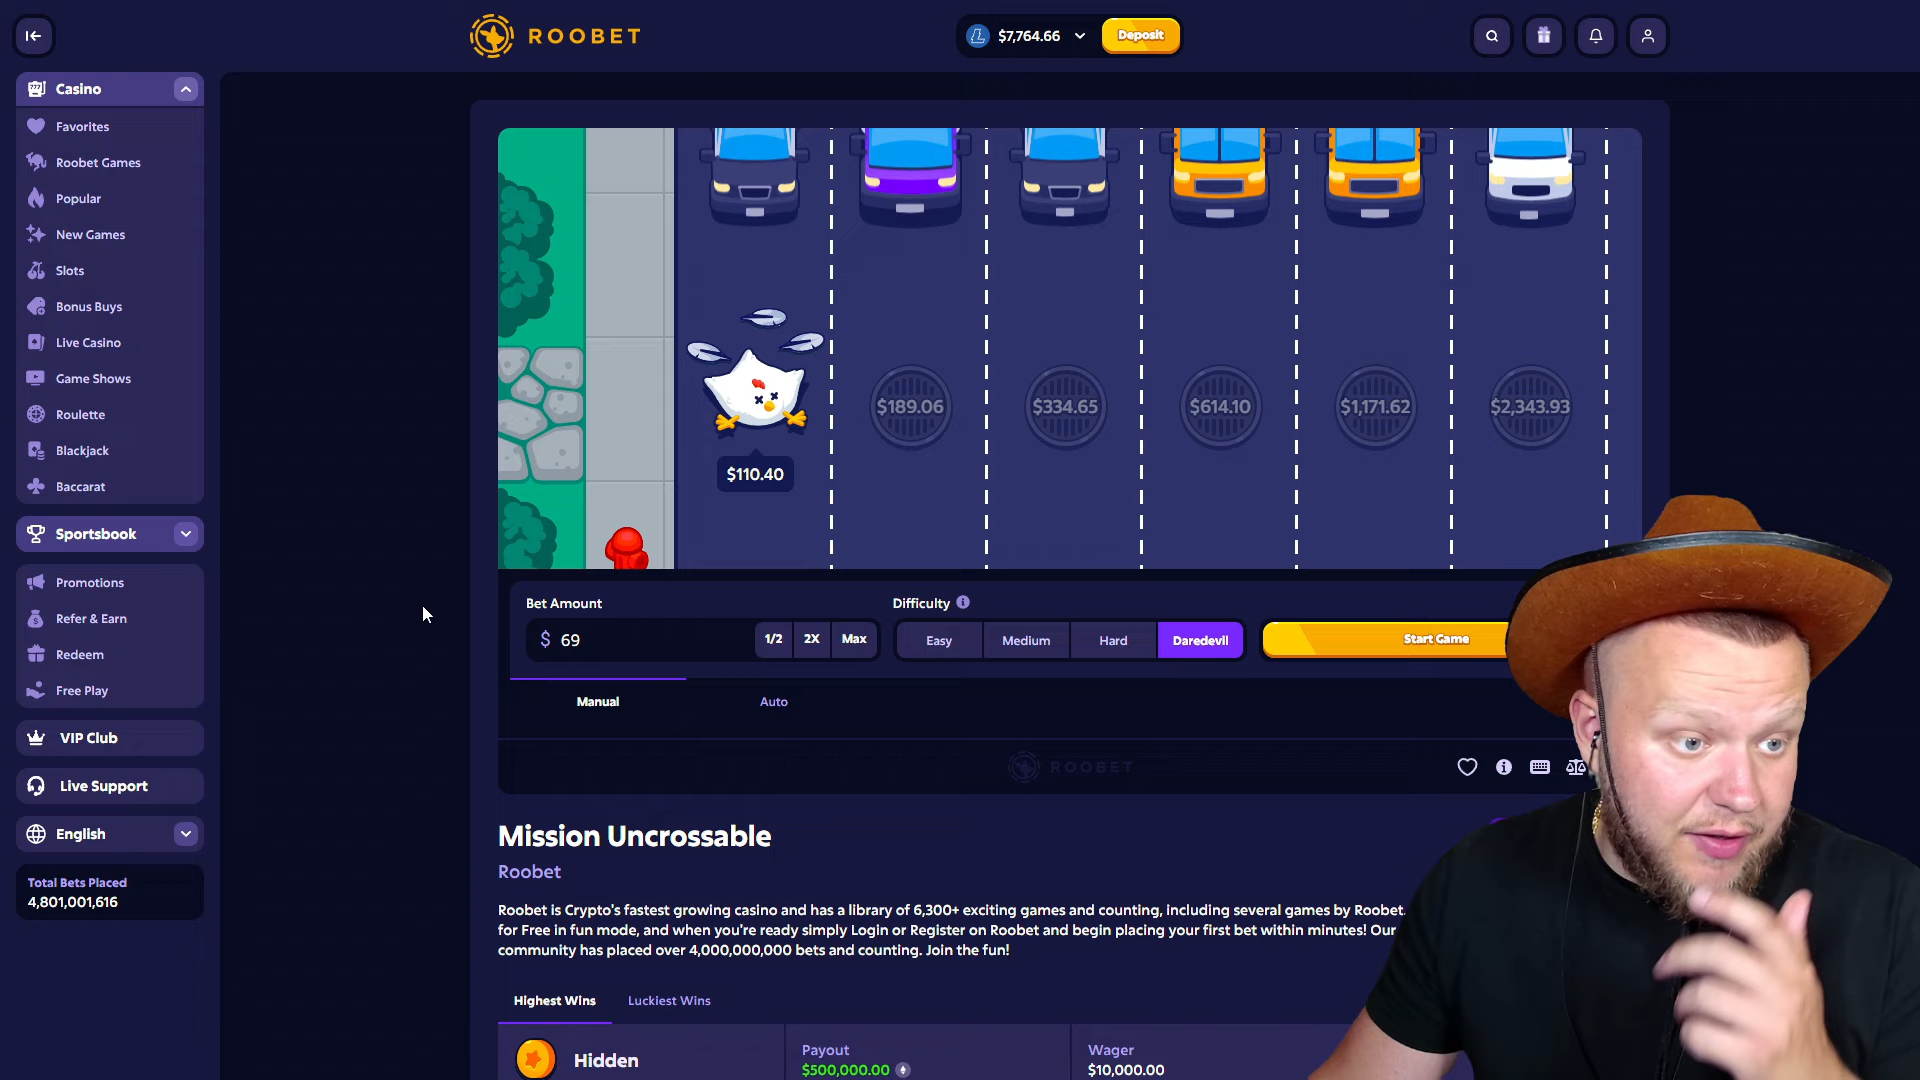 ROOBET
$7,764.66
Deposit
Casino
Favorites
Roobet Games
Popular
New Games
Slots
Bonus Buys
Live Casino
Game Shows
Roulette
Blackjack
Baccarat
Sportsbook
Promotions
Refer & Earn
Redeem
Free Play
VIP Club
Live Support
English
Total Bets Placed
4,801,001,616
$110.40
$189.06
$334.65
$614.10
$1,171.62
$2,343.93
Bet Amount
$ 69
1/2 2X Max
Difficulty
Easy Medium Hard Daredevil
Start Game
Manual Auto
ROOBET
Mission Uncrossable
Roobet
Roobet is Crypto's fastest growing casino and has a library of 6,300+ exciting games and counting, including several games by Roobet.
for Free in fun mode, and when you're ready simply Login or Register on Roobet and begin placing your first bet within minutes! Our
community has placed over 4,000,000,000 bets and counting. Join the fun!
Highest Wins Luckiest Wins
Hidden
Payout
$500,000.00
Wager
$10,000.00